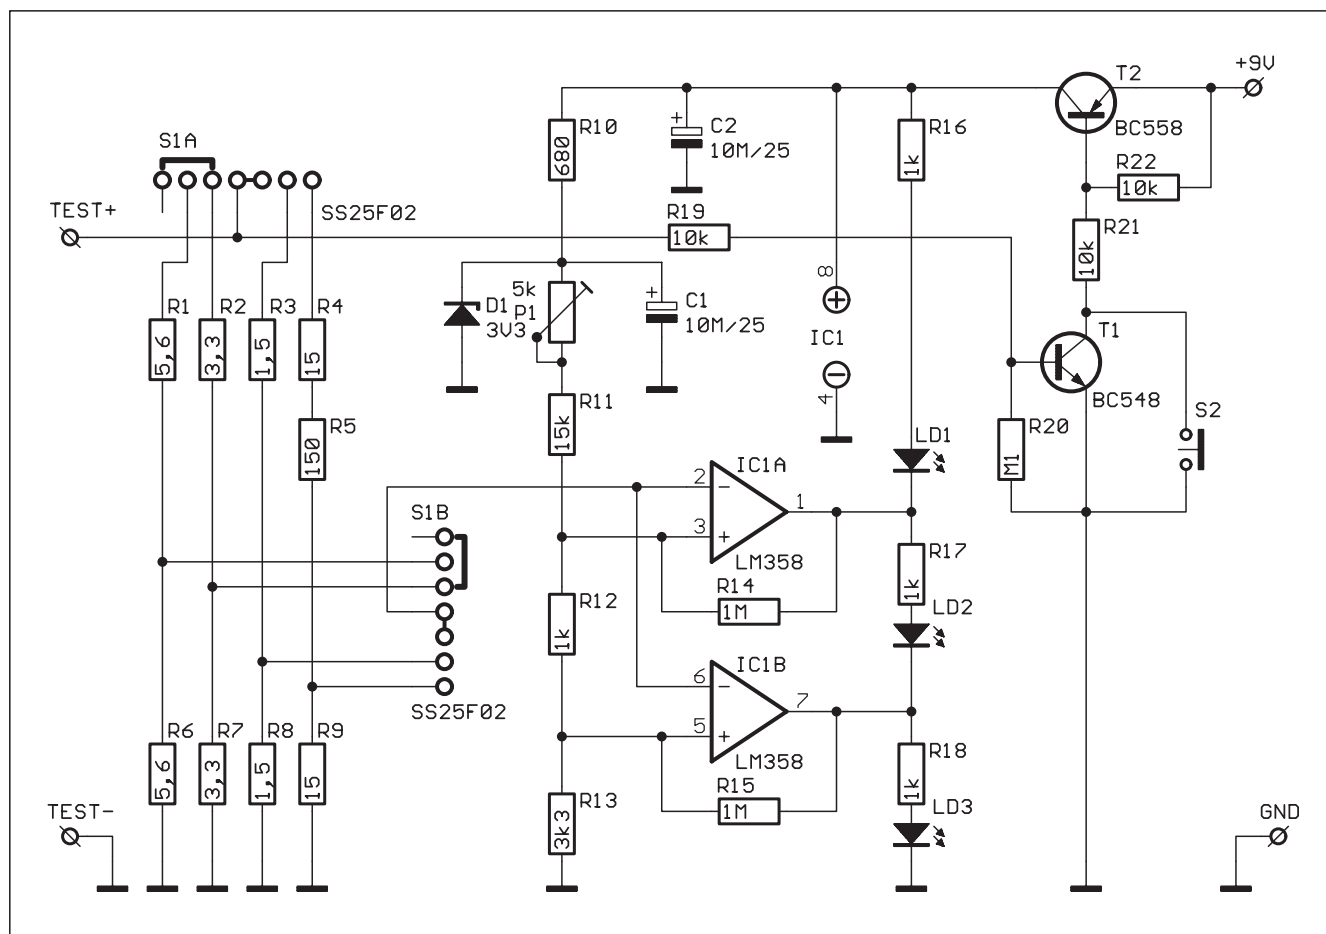 +9V
T2
BC558
R10
680
C2
10M/25
R16
1k
S1A
SS25F02
TEST+
R19
10k
R22
10k
R21
10k
8
IC1
4
R1
5,6
R2
3,3
R3
1,5
R4
15
D1
3V3
5k
P1
C1
10M/25
T1
BC548
R5
150
R11
15k
R20
M1
S2
LD1
IC1A
2
3
1
LM358
S1B
SS25F02
R14
1M
R17
1k
R12
1k
LD2
IC1B
6
5
7
LM358
R6
5,6
R7
3,3
R8
1,5
R9
15
R15
1M
R18
1k
R13
3k3
LD3
TEST-
GND